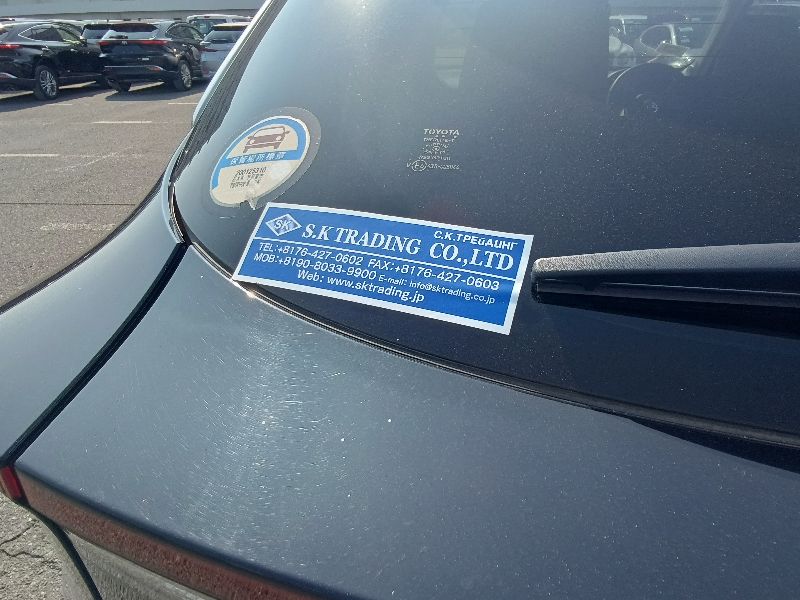 保管場所標章
TOYOTA
SK
С.К.ТРЕйАЦНГ
S.K TRADING CO.,LTD
TEL:+8176-427-0602 FAX:+8176-427-0603
MOB:+8190-8033-9900 E-mail: info@sktrading.co.jp
Web: www.sktrading.jp